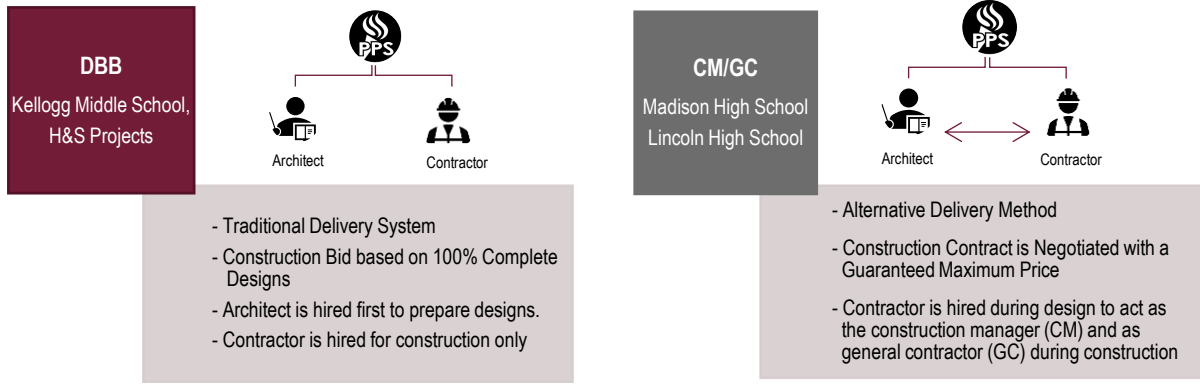 DBB
Kellogg Middle School,
H&S Projects
PPS
Architect
Contractor
- Traditional Delivery System
- Construction Bid based on 100% Complete
Designs
- Architect is hired first to prepare designs.
- Contractor is hired for construction only
CM/GC
Madison High School
Lincoln High School
PPS
Architect
Contractor
- Alternative Delivery Method
- Construction Contract is Negotiated with a
Guaranteed Maximum Price
- Contractor is hired during design to act as
the construction manager (CM) and as
general contractor (GC) during construction